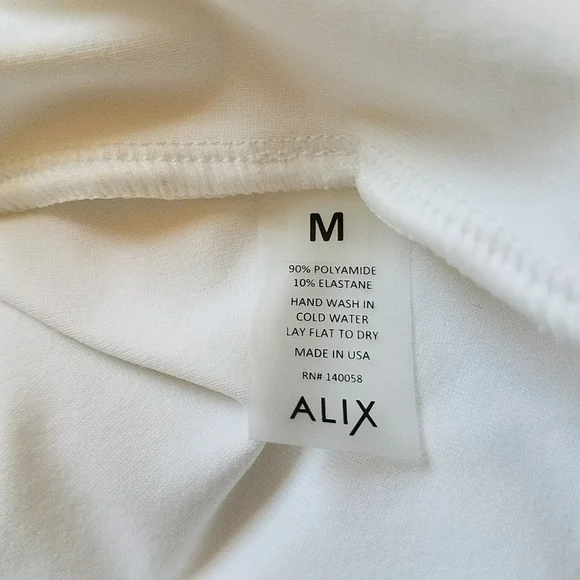 M
90% POLYAMIDE
10% ELASTANE
HAND WASH IN
COLD WATER
LAY FLAT TO DRY
MADE IN USA
RN# 140058
ALIX